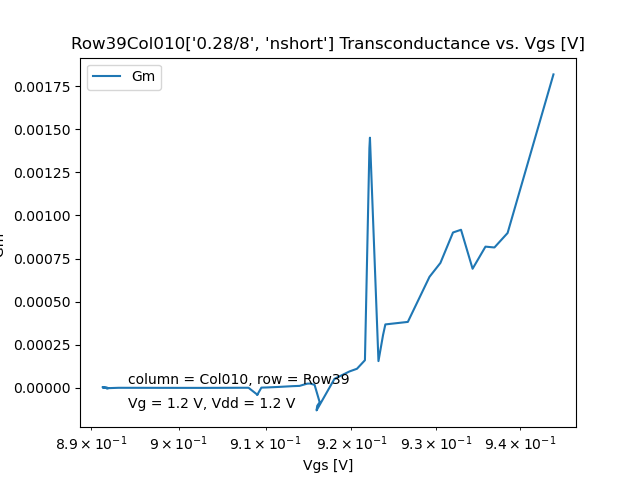 Row39Col010['0.28/8', 'nshort'] Transconductance vs. Vgs [V]
Gm
0.00175
0.00150
0.00125
0.00100
0.00075
0.00050
0.00025
0.00000
Gm
column = Col010, row = Row39
Vg = 1.2 V, Vdd = 1.2 V
8.9 × 10⁻¹ 9 × 10⁻¹ 9.1 × 10⁻¹ 9.2 × 10⁻¹ 9.3 × 10⁻¹ 9.4 × 10⁻¹
Vgs [V]